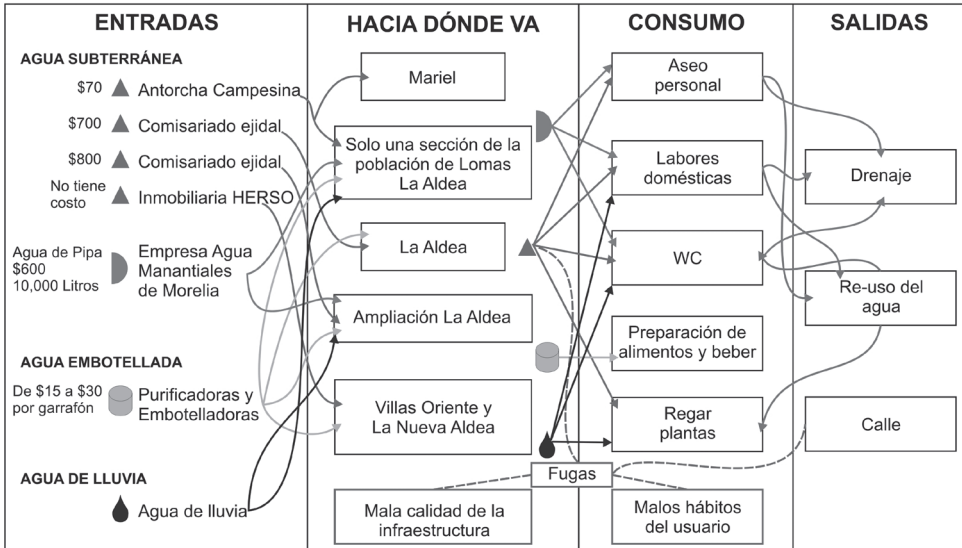 ENTRADAS
AGUA SUBTERRÁNEA
$70
Antorcha Campesina
$700
Comisariado ejidal
$800
Comisariado ejidal
No tiene
costo
Inmobiliaria HERSO
Agua de Pipa
$600
10,000 Litros
Empresa Agua
Manantiales
de Morelia
AGUA EMBOTELLADA
De $15 a $30
por garrafón
Purificadoras y
Embotelladoras
AGUA DE LLUVIA
Agua de lluvia
HACIA DÓNDE VA
Mariel
Solo una sección de la
población de Lomas
La Aldea
La Aldea
Ampliación La Aldea
Villas Oriente y
La Nueva Aldea
Fugas
Mala calidad de la
infraestructura
CONSUMO
Aseo
personal
Labores
domésticas
WC
Preparación de
alimentos y beber
Regar
plantas
Malos hábitos
del usuario
SALIDAS
Drenaje
Re-uso del
agua
Calle